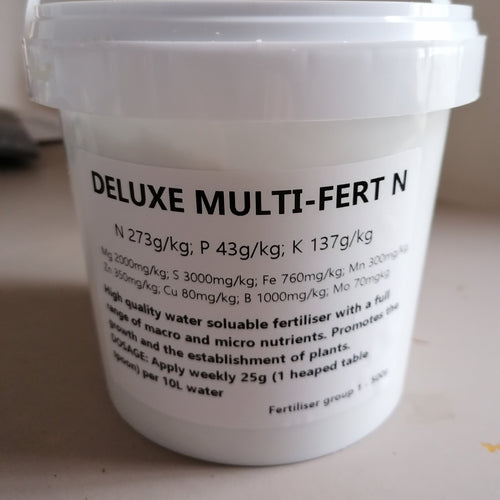 DELUXE MULTI-FERT N
N 273g/kg; P 43g/kg; K 137g/kg
Mg 2000mg/kg; S 3000mg/kg; Fe 760mg/kg; Mn 300mg/kg
Zn 350mg/kg; Cu 80mg/kg; B 1000mg/kg; Mo 70mgkg
High quality water soluable fertiliser with a full
range of macro and micro nutrients. Promotes the
growth and the establishment of plants.
DOSAGE: Apply weekly 25g (1 heaped table
spoon) per 10L water
Fertiliser group 1 - 500g